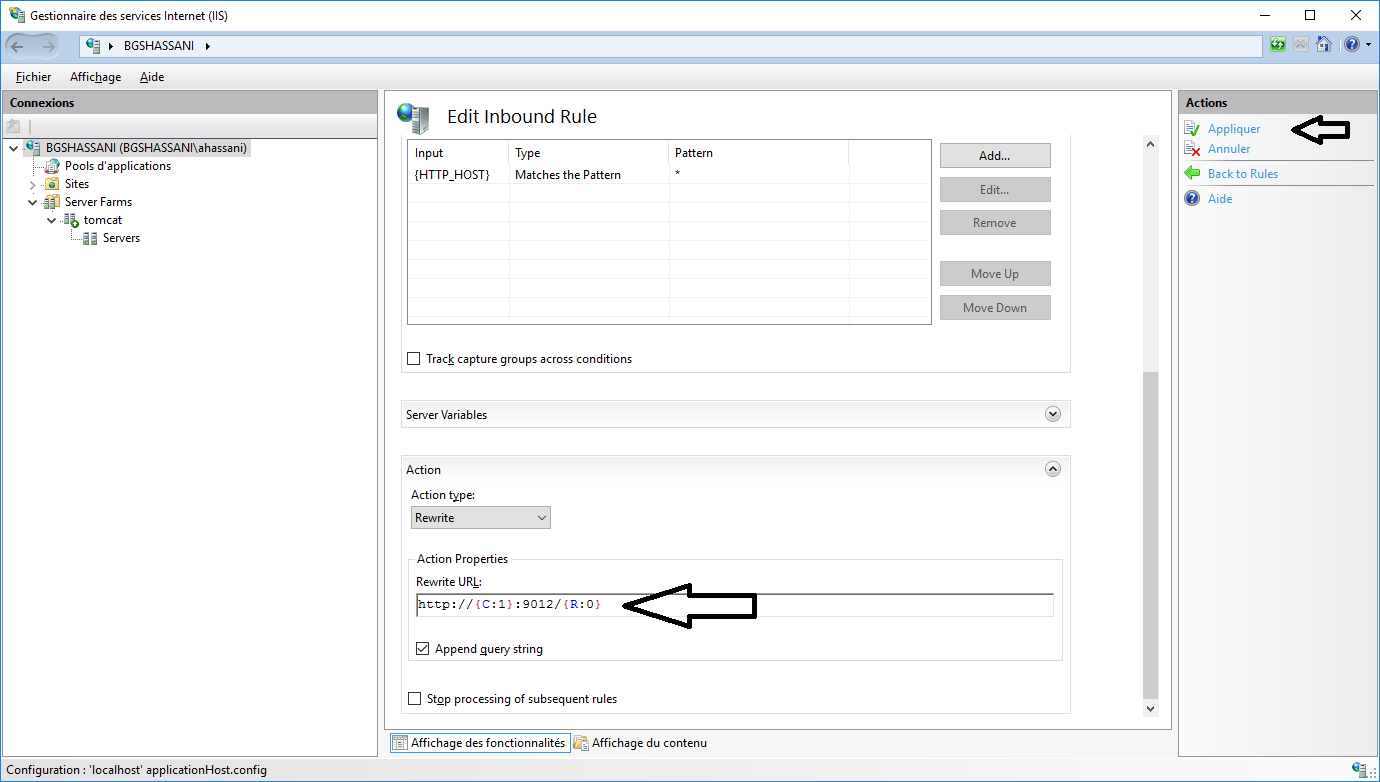 Gestionnaire des services Internet (IIS)
BGSHASSANI
Fichier Affichage Aide
Connexions
BGSHASSANI (BGSHASSANI\ahassani)
Pools d'applications
Sites
Server Farms
tomcat
Servers
Edit Inbound Rule
Input Type Pattern
{HTTP_HOST} Matches the Pattern *
Add...
Edit...
Remove
Move Up
Move Down
Track capture groups across conditions
Server Variables
Action
Action type:
Rewrite
Action Properties
Rewrite URL:
http://{C:1}:9012/{R:0}
Append query string
Stop processing of subsequent rules
Affichage des fonctionnalités Affichage du contenu
Actions
Appliquer
Annuler
Back to Rules
Aide
Configuration : 'localhost' applicationHost.config